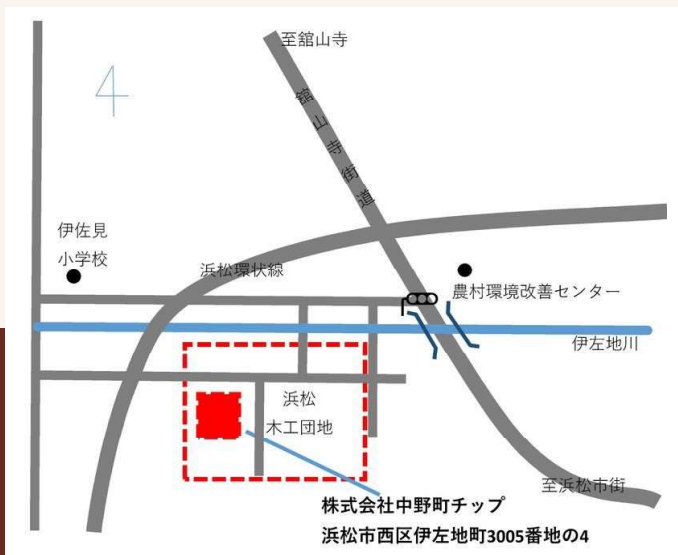 至舘山寺
舘山寺街道
伊佐見
小学校
浜松環状線
農村環境改善センター
伊左地川
浜松
木工団地
至浜松市街
株式会社中野町チップ
浜松市西区伊左地町3005番地の4